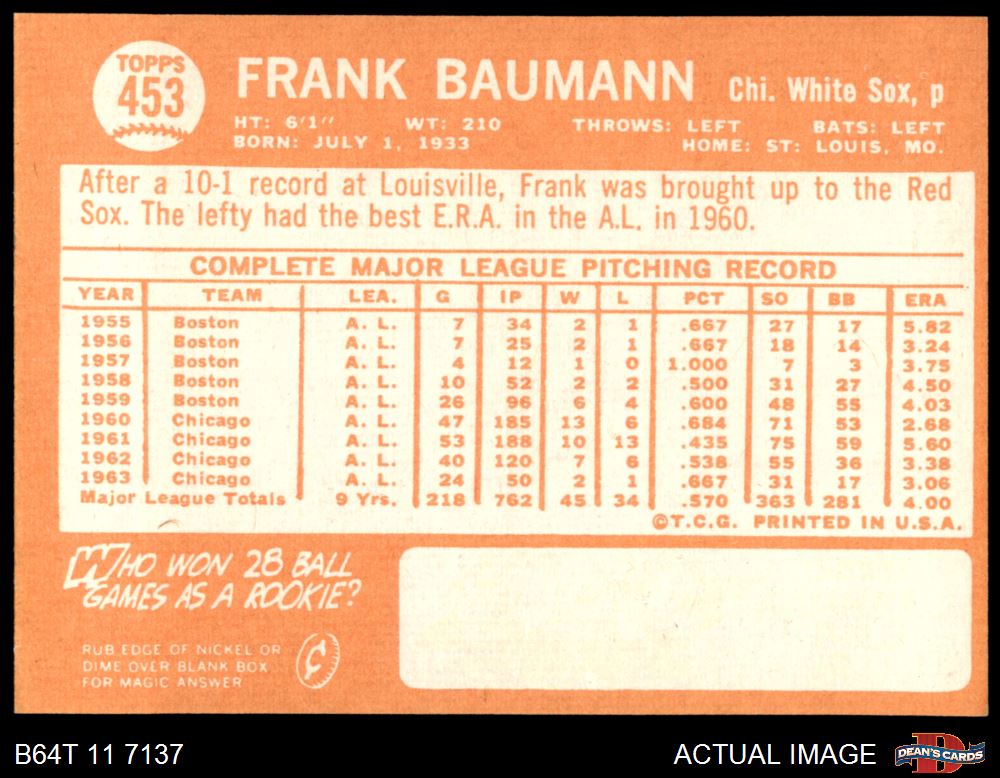 TOPPS
453
FRANK BAUMANN Chi. White Sox, p
HT: 6'1" WT: 210 THROWS: LEFT BATS: LEFT
BORN: JULY 1, 1933 HOME: ST: LOUIS, MO.
After a 10-1 record at Louisville, Frank was brought up to the Red
Sox. The lefty had the best E.R.A. in the A.L. in 1960.
COMPLETE MAJOR LEAGUE PITCHING RECORD
YEAR TEAM LEA. G IP W L PCT SO BB ERA
1955 Boston A. L. 7 34 2 1 .667 27 17 5.82
1956 Boston A. L. 7 25 2 1 .667 18 14 3.24
1957 Boston A. L. 4 12 1 0 1.000 7 3 3.75
1958 Boston A. L. 10 52 2 2 .500 31 27 4.50
1959 Boston A. L. 26 96 6 4 .600 48 55 4.03
1960 Chicago A. L. 47 185 13 6 .684 71 53 2.68
1961 Chicago A. L. 53 188 10 13 .435 75 59 5.60
1962 Chicago A. L. 40 120 7 6 .538 55 36 3.38
1963 Chicago A. L. 24 50 2 1 .667 31 17 3.06
Major League Totals 9 Yrs. 218 762 45 34 .570 363 281 4.00
©T.C.G. PRINTED IN U.S.A.
WHO WON 28 BALL
GAMES AS A ROOKIE?
RUB EDGE OF NICKEL OR
DIME OVER BLANK BOX
FOR MAGIC ANSWER
¢
B64T 11 7137 ACTUAL IMAGE
D
DEAN'S CARDS